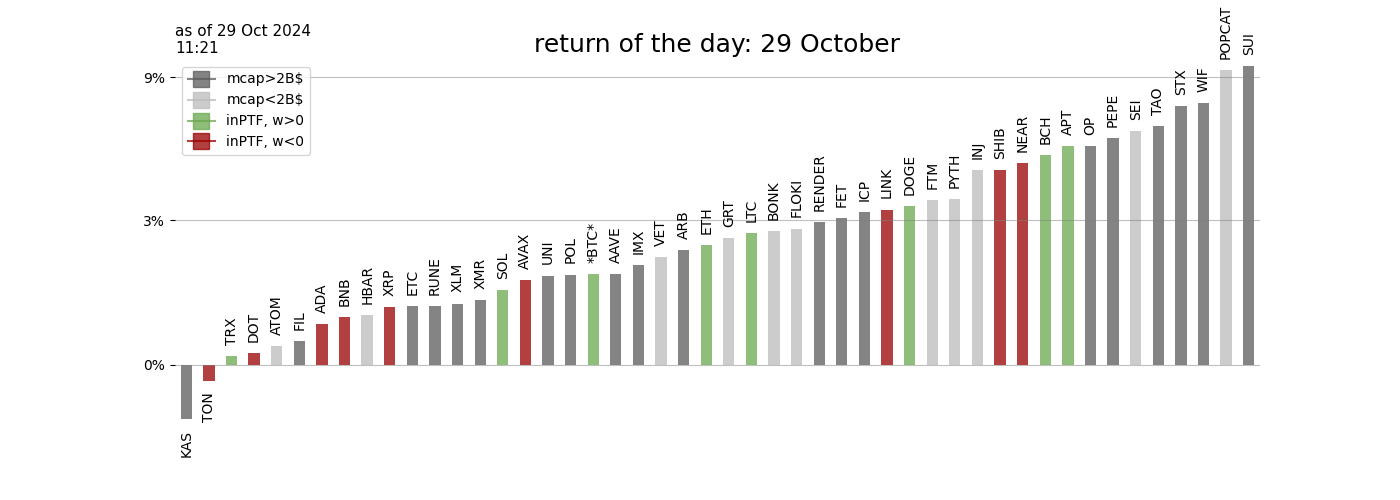 as of 29 Oct 2024
11:21
return of the day: 29 October
mcap>2B$
mcap<2B$
inPTF, w>0
inPTF, w<0
9%
3%
0%
KAS
TON
TRX
DOT
ATOM
FIL
ADA
BNB
HBAR
XRP
ETC
RUNE
XLM
XMR
SOL
AVAX
UNI
POL
*BTC*
AAVE
IMX
VET
ARB
ETH
GRT
LTC
BONK
FLOKI
RENDER
FET
ICP
LINK
DOGE
FTM
PYTH
INJ
SHIB
NEAR
BCH
APT
OP
PEPE
SEI
TAO
STX
WIF
POPCAT
SUI